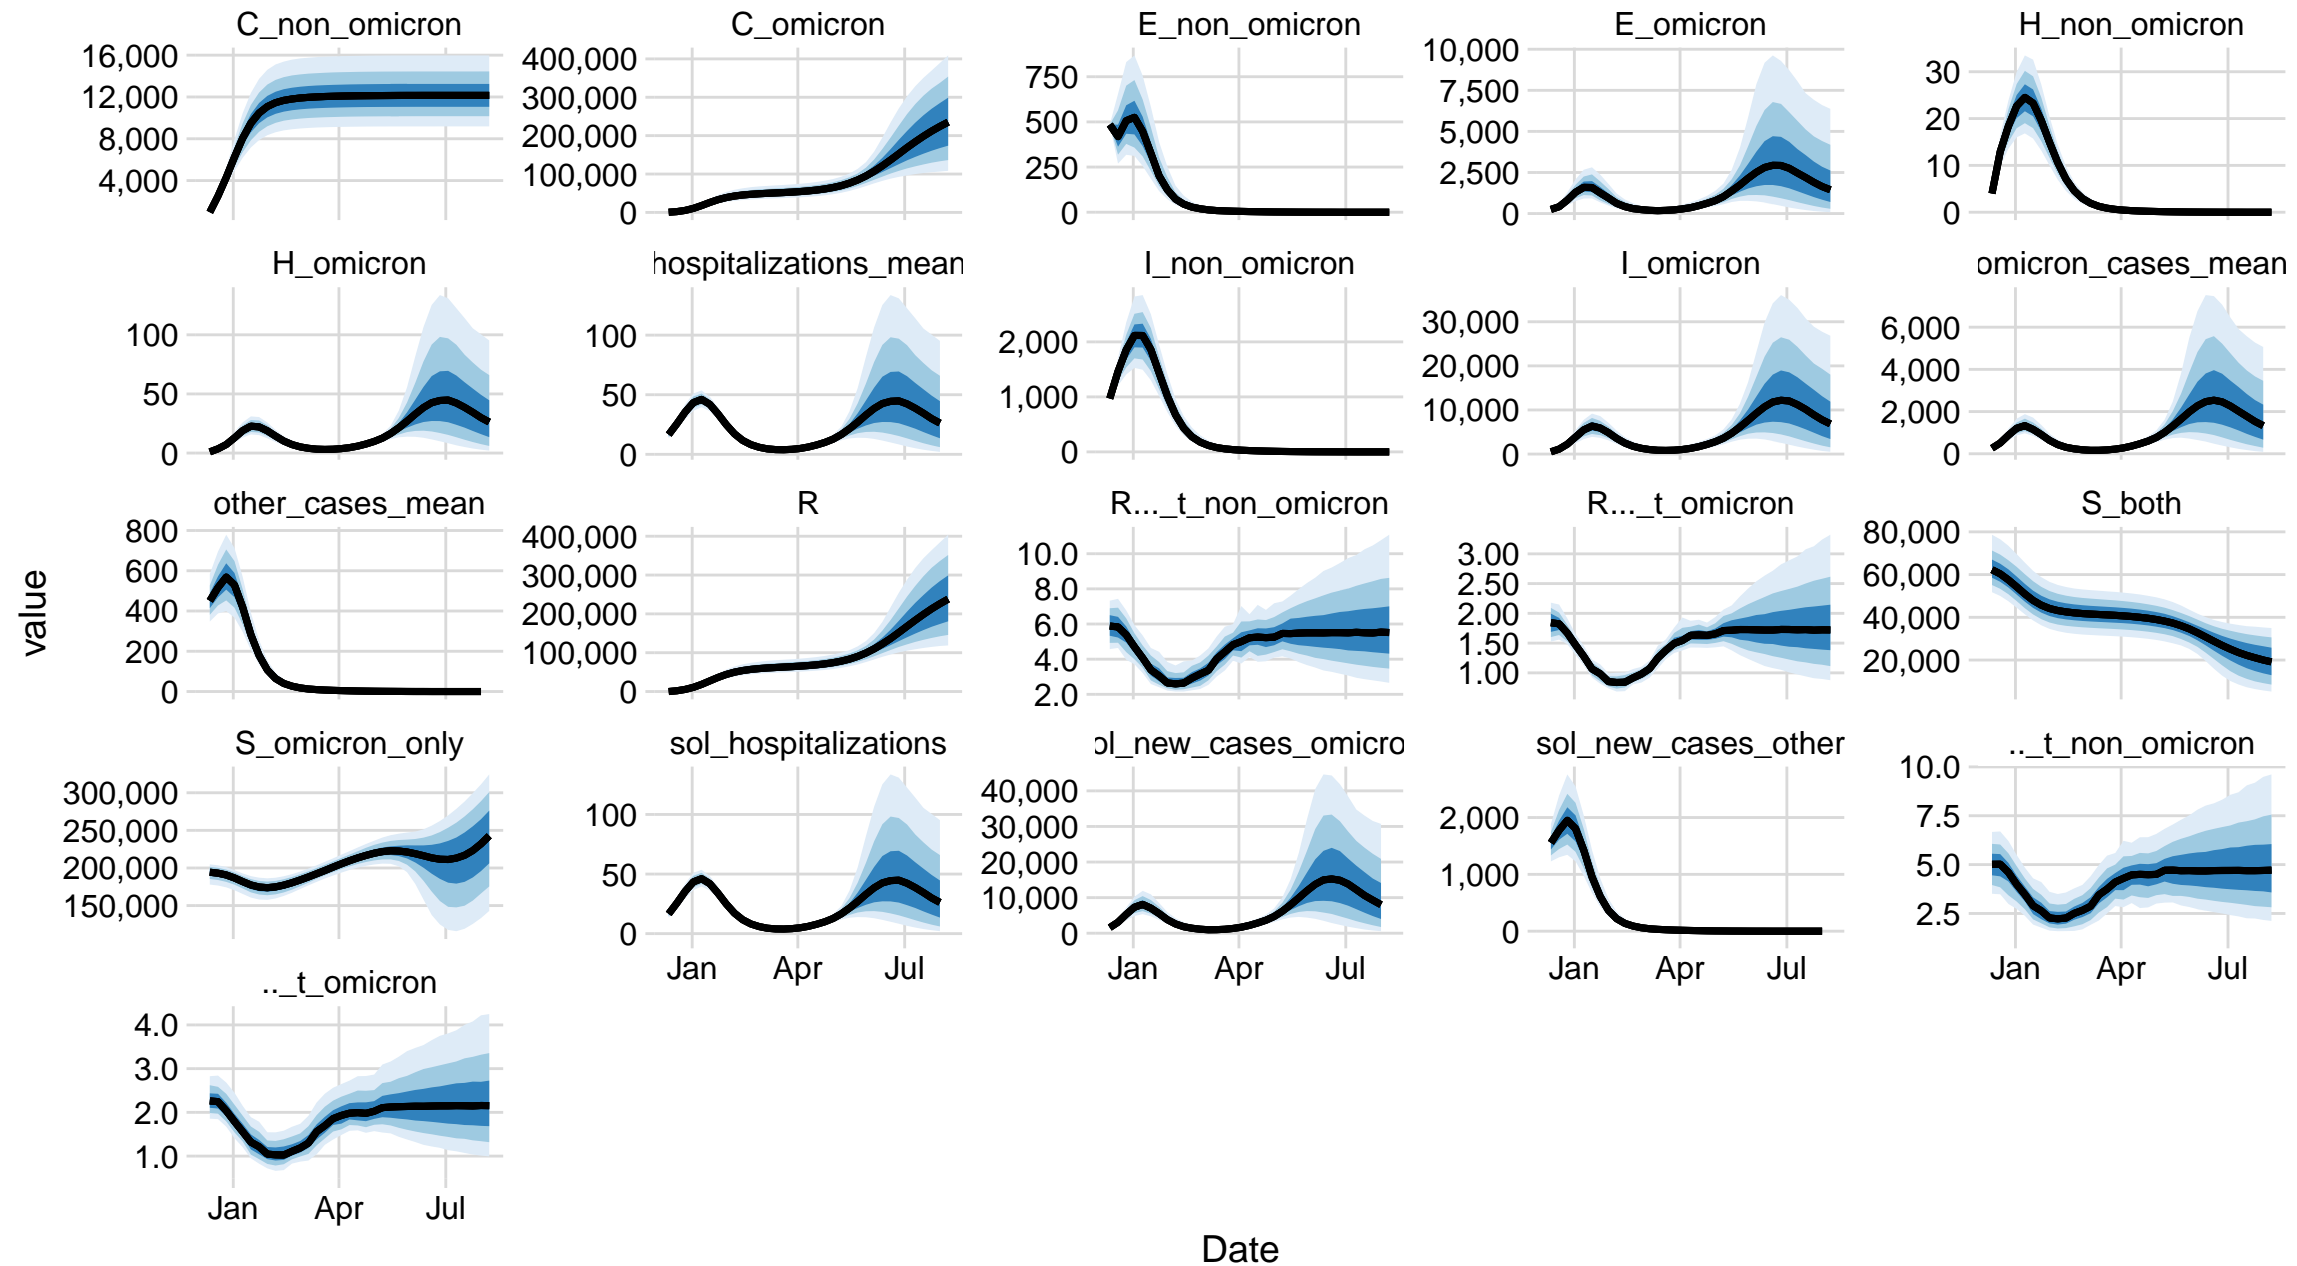 C_non_omicron C_omicron E_non_omicron E_omicron H_non_omicron
16,000 12,000 8,000 4,000
400,000 300,000 200,000 100,000 0
750 500 250 0
10,000 7,500 5,000 2,500 0
30 20 10 0
H_omicron hospitalizations_mean I_non_omicron I_omicron omicron_cases_mean
100 50 0
100 50 0
2,000 1,000 0
30,000 20,000 10,000 0
6,000 4,000 2,000 0
other_cases_mean R R..._t_non_omicron R..._t_omicron S_both
800 600 400 200 0
400,000 300,000 200,000 100,000 0
10.0 8.0 6.0 4.0 2.0
3.00 2.50 2.00 1.50 1.00
80,000 60,000 40,000 20,000
value
S_omicron_only sol_hospitalizations ol_new_cases_omicro sol_new_cases_other .._t_non_omicron
300,000 250,000 200,000 150,000
100 50 0
40,000 30,000 20,000 10,000 0
2,000 1,000 0
10.0 7.5 5.0 2.5
Jan Apr Jul Jan Apr Jul Jan Apr Jul Jan Apr Jul
.._t_omicron
4.0 3.0 2.0 1.0
Jan Apr Jul
Date